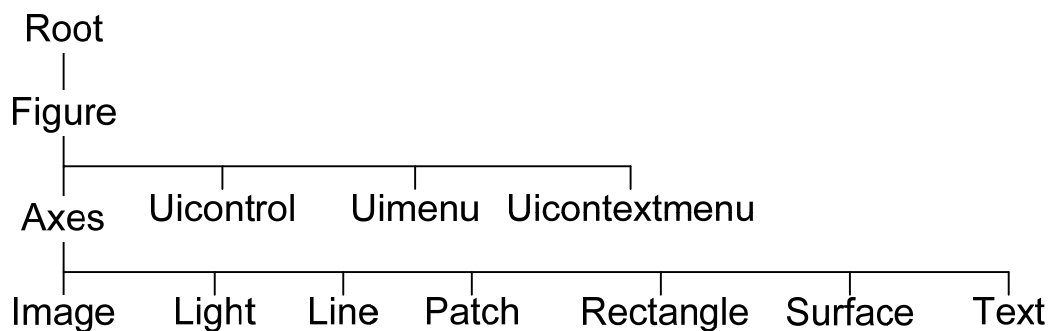 Root
Figure
Axes Uicontrol Uimenu Uicontextmenu
Image Light Line Patch Rectangle Surface Text